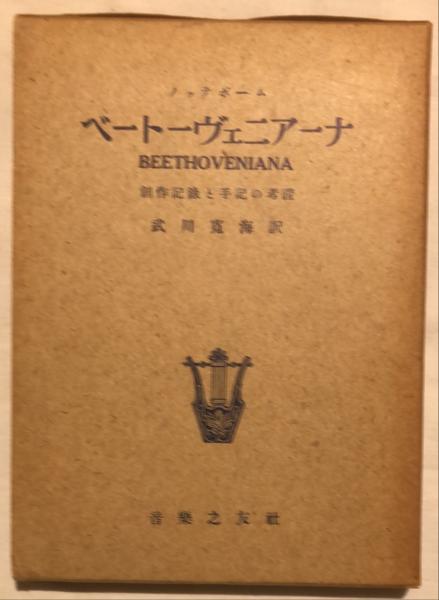 ノッテボーム
ベートーヴェニアーナ
BEETHOVENIANA
創作記録と手記の考證
武川寛海訳
音樂之友社